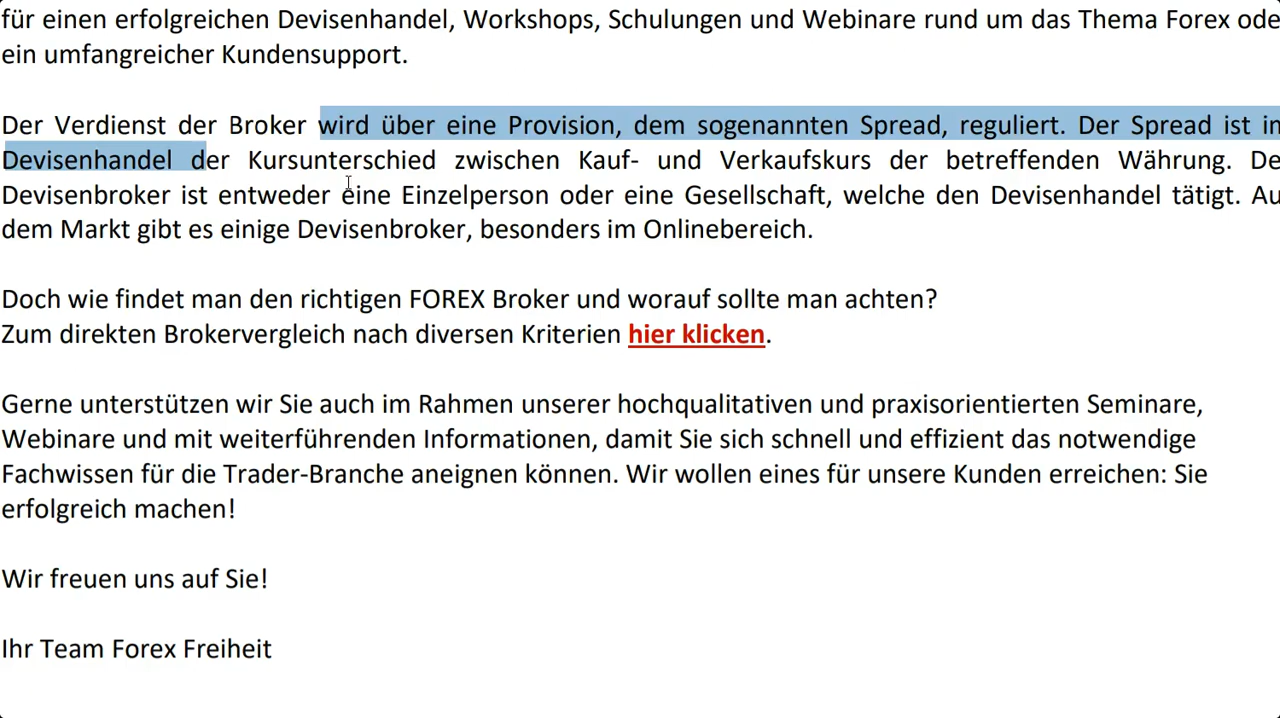 für einen erfolgreichen Devisenhandel, Workshops, Schulungen und Webinare rund um das Thema Forex ode
ein umfangreicher Kundensupport.
Der Verdienst der Broker wird über eine Provision, dem sogenannten Spread, reguliert. Der Spread ist in
Devisenhandel der Kursunterschied zwischen Kauf- und Verkaufskurs der betreffenden Währung. De
Devisenbroker ist entweder eine Einzelperson oder eine Gesellschaft, welche den Devisenhandel tätigt. Au
dem Markt gibt es einige Devisenbroker, besonders im Onlinebereich.
Doch wie findet man den richtigen FOREX Broker und worauf sollte man achten?
Zum direkten Brokervergleich nach diversen Kriterien hier klicken.
Gerne unterstützen wir Sie auch im Rahmen unserer hochqualitativen und praxisorientierten Seminare,
Webinare und mit weiterführenden Informationen, damit Sie sich schnell und effizient das notwendige
Fachwissen für die Trader-Branche aneignen können. Wir wollen eines für unsere Kunden erreichen: Sie
erfolgreich machen!
Wir freuen uns auf Sie!
Ihr Team Forex Freiheit